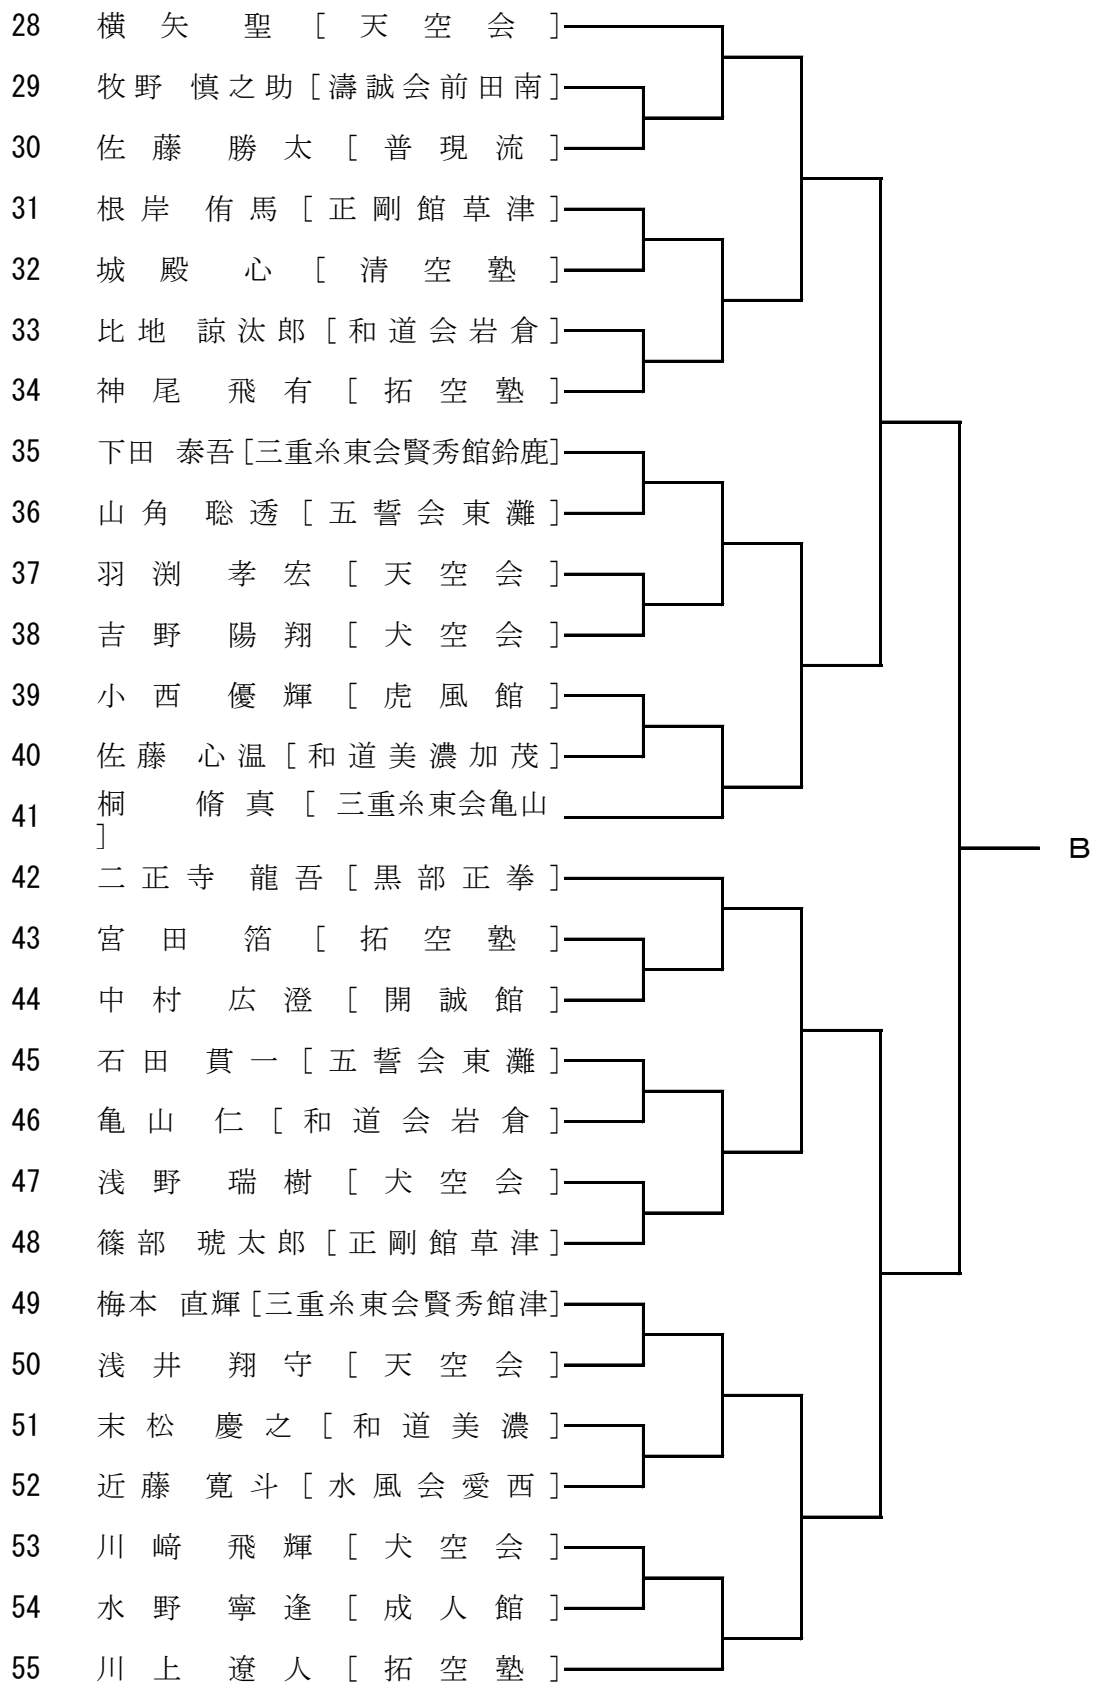 28 横矢 聖 [ 天空会 ]
29 牧野 慎之助 [濤誠会前田南]
30 佐藤 勝太 [ 普現流 ]
31 根岸 侑馬 [ 正剛館草津 ]
32 城殿 心 [ 清空塾 ]
33 比地 諒汰郎 [和道会岩倉]
34 神尾 飛有 [ 拓空塾 ]
35 下田 泰吾 [三重糸東会賢秀館鈴鹿]
36 山角 聡透 [ 五誓会東灘 ]
37 羽渕 孝宏 [ 天空会 ]
38 吉野 陽翔 [ 犬空会 ]
39 小西 優輝 [ 虎風館 ]
40 佐藤 心温 [和道美濃加茂]
41 桐 脩真 [ 三重糸東会亀山
]
B
42 二正寺 龍吾 [黒部正拳]
43 宮田 箔 [ 拓空塾 ]
44 中村 広澄 [ 開誠館 ]
45 石田 貫一 [ 五誓会東灘 ]
46 亀山 仁 [ 和道会岩倉 ]
47 浅野 瑞樹 [ 犬空会 ]
48 篠部 琥太郎 [正剛館草津]
49 梅本 直輝 [三重糸東会賢秀館津]
50 浅井 翔守 [ 天空会 ]
51 末松 慶之 [ 和道美濃 ]
52 近藤 寛斗 [ 水風会愛西 ]
53 川﨑 飛輝 [ 犬空会 ]
54 水野 寧逢 [ 成人館 ]
55 川上 遼人 [ 拓空塾 ]